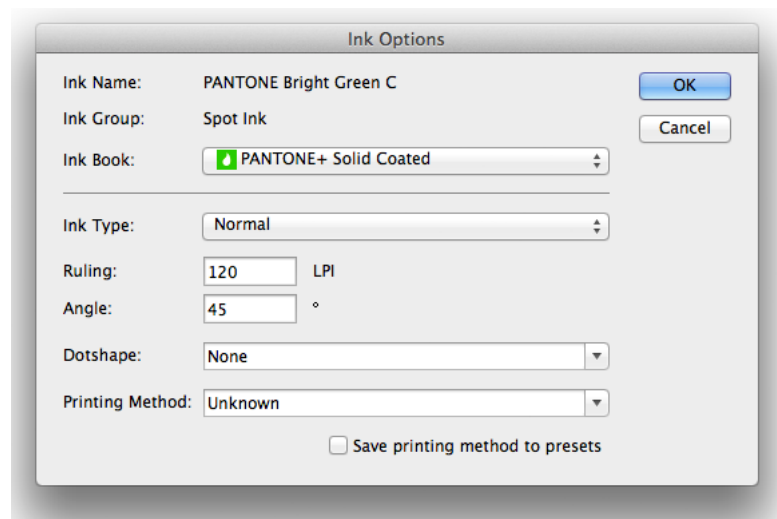 Ink Options
Ink Name: PANTONE Bright Green C
OK
Ink Group: Spot Ink
Cancel
Ink Book: PANTONE+ Solid Coated
Ink Type: Normal
Ruling: 120 LPI
Angle: 45 °
Dotshape: None
Printing Method: Unknown
Save printing method to presets